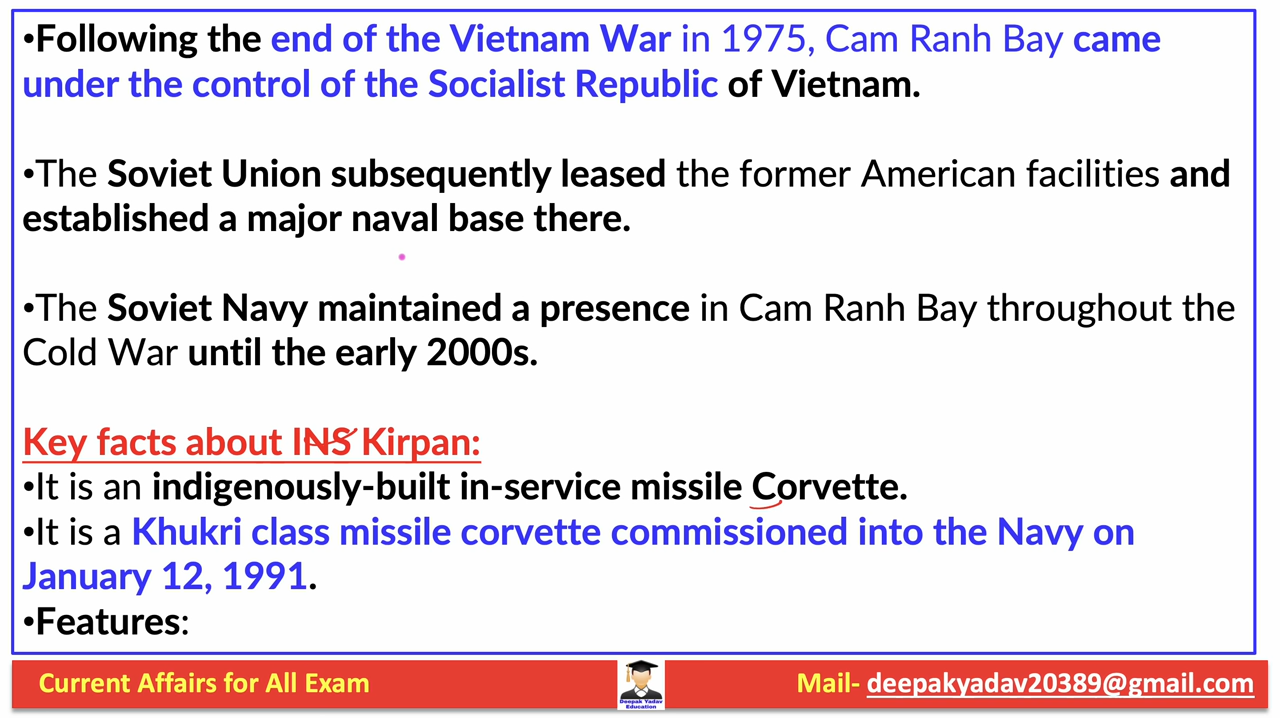 •Following the end of the Vietnam War in 1975, Cam Ranh Bay came
under the control of the Socialist Republic of Vietnam.
•The Soviet Union subsequently leased the former American facilities and
established a major naval base there.
•The Soviet Navy maintained a presence in Cam Ranh Bay throughout the
Cold War until the early 2000s.
Key facts about INS Kirpan:
•It is an indigenously-built in-service missile Corvette.
•It is a Khukri class missile corvette commissioned into the Navy on
January 12, 1991.
•Features:
Current Affairs for All Exam
Deepak Yadav
Education
Mail- deepakyadav20389@gmail.com